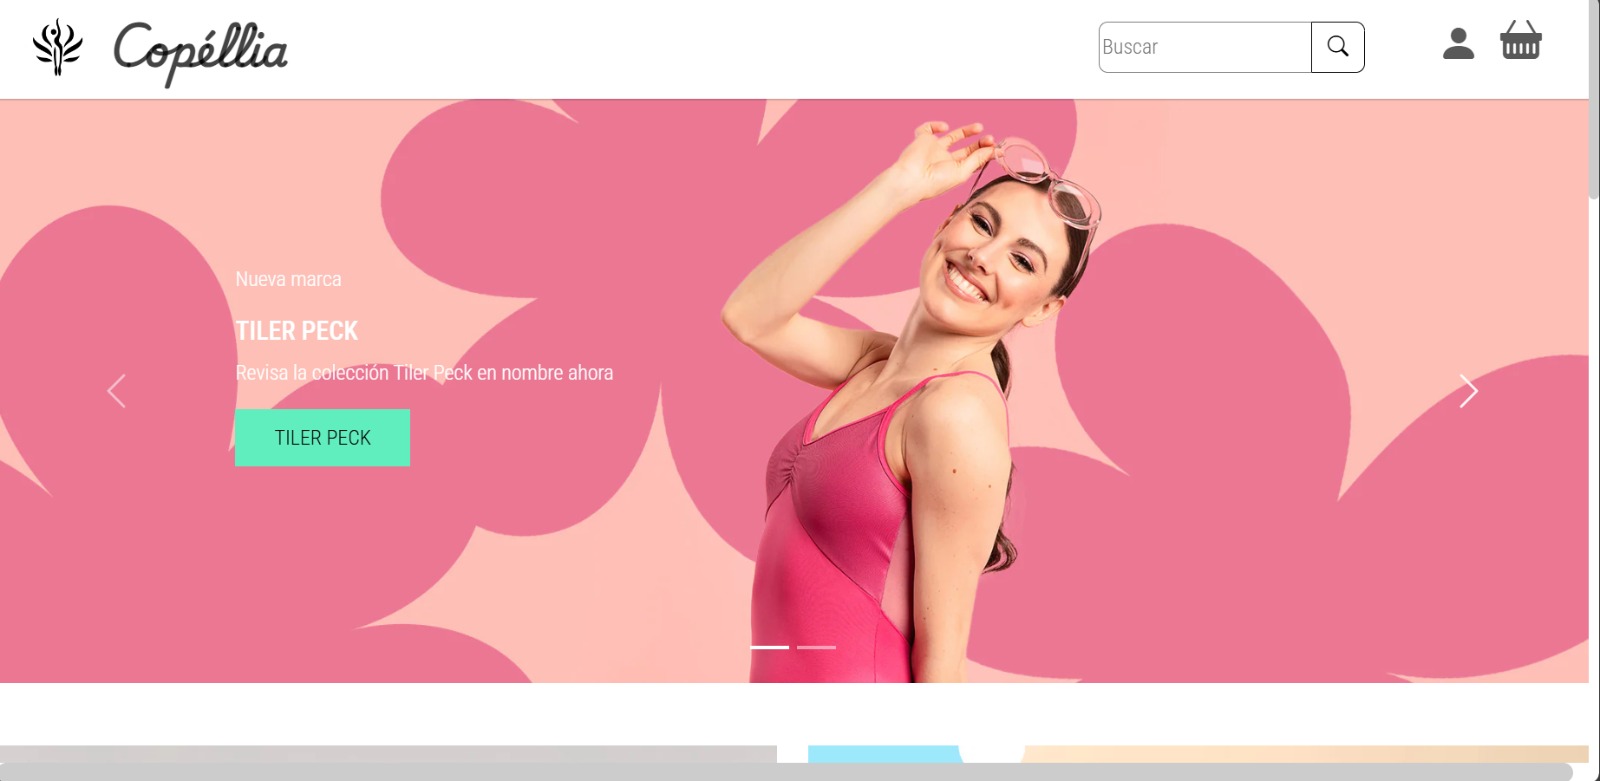 Copéllia
Buscar
Nueva marca
TILER PECK
Revisa la colección Tiler Peck en nombre ahora
TILER PECK